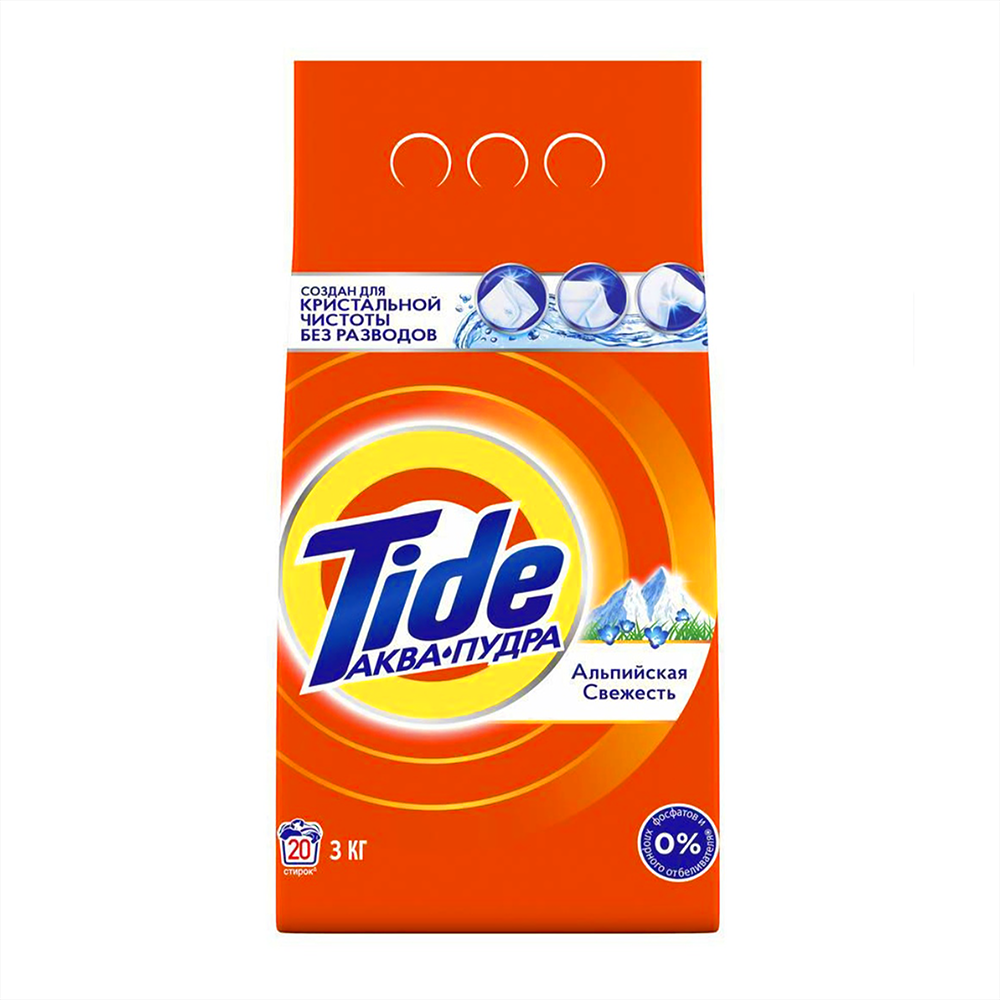 СОЗДАН ДЛЯ
КРИСТАЛЬНОЙ
ЧИСТОТЫ
БЕЗ РАЗВОДОВ
Tide
АКВА•ПУДРА
Альпийская
Свежесть
20
стирок*
3 КГ
фосфатов и
0%
хлорного отбеливателя*